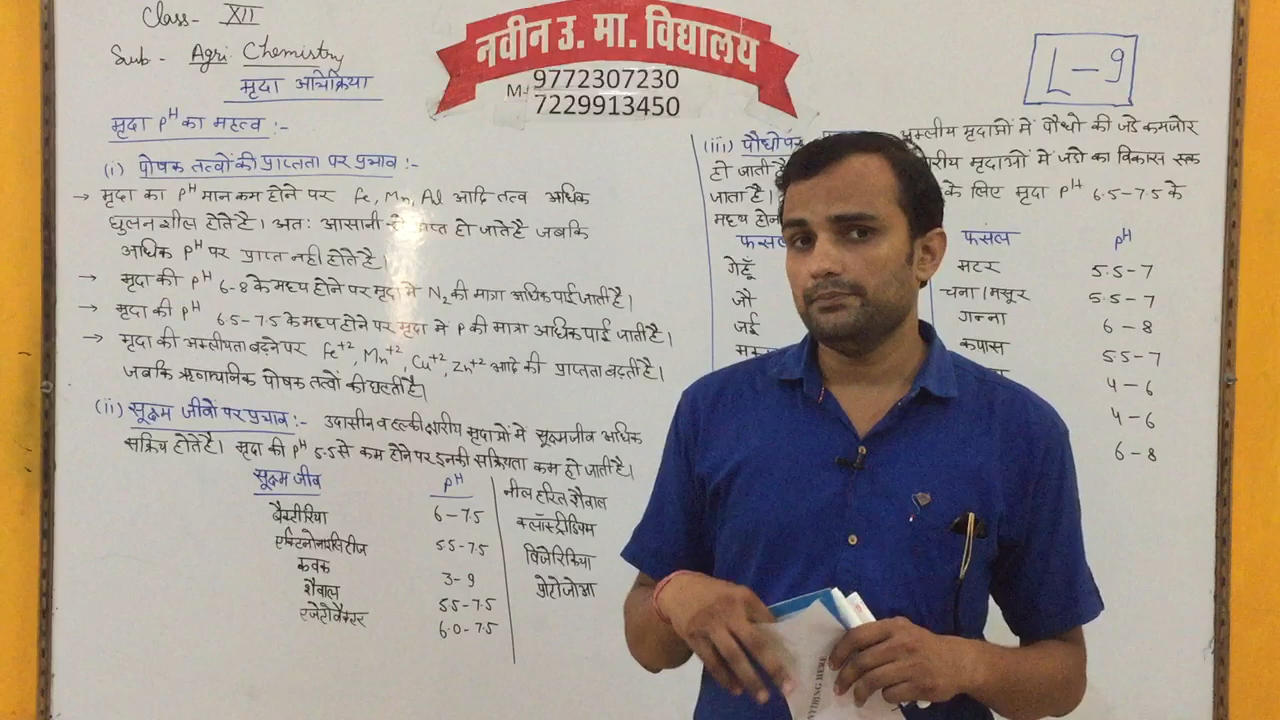 Class- XII
Sub - Agri Chemistry
मृदा अभिक्रिया
नवीन उ. मा. विद्यालय
M- 9772307230
7229913450
L-9
मृदा pH का महत्व :-
(i) पोषक तत्वों की प्राप्तता पर प्रभाव :-
→ मृदा का pH मान कम होने पर Fe, Mn, Al आदि तत्व अधिक
घुलनशील होते है। अतः आसानी से प्राप्त हो जाते है जबकि
अधिक pH पर प्राप्त नही होते है।
→ मृदा की pH 6-8 के मध्य होने पर मृदा मे N2 की मात्रा अधिक पाई जाती है।
→ मृदा की pH 6.5-7.5 के मध्य होने पर मृदा में P की मात्रा अधिक पाई जाती है।
→ मृदा की अम्लीयता बढ़ने पर Fe+2, Mn+2, Cu+2, Zn+2 आदि की प्राप्तता बढ़ती है।
जबकि ऋणात्मानिक पोषक तत्वों की घटती है।
(ii) सूक्ष्म जीवों पर प्रभाव :- उदासीन व हल्की क्षारीय मृदाओं में सूक्ष्मजीव अधिक
सक्रिय होते है। मृदा की pH 5.5 से कम होने पर इनकी सक्रियता कम हो जाती है।
सूक्ष्म जीव pH
बैक्टीरिया 6-7.5
5.5-7.5
कवक 3-9
शैवाल 5.5-7.5
एजेटोबैक्टर 6.0-7.5
नील हरित शैवाल
क्लॉस्ट्रीडियम
प्रोटोजोआ
(iii) पौधो पर अम्लीय मृदाओं में पौधो की जडे कमजोर
हो जाती है मृदाओं में जडो का विकास रूक
जाता है। के लिए मृदा pH 6.5-7.5 के
मध्य होना
फसल फसल pH
गेहूँ मटर 5.5-7
जौ चना/मसूर 5.5-7
जई गन्ना 6-8
कपास 5.5-7
4-6
4-6
6-8